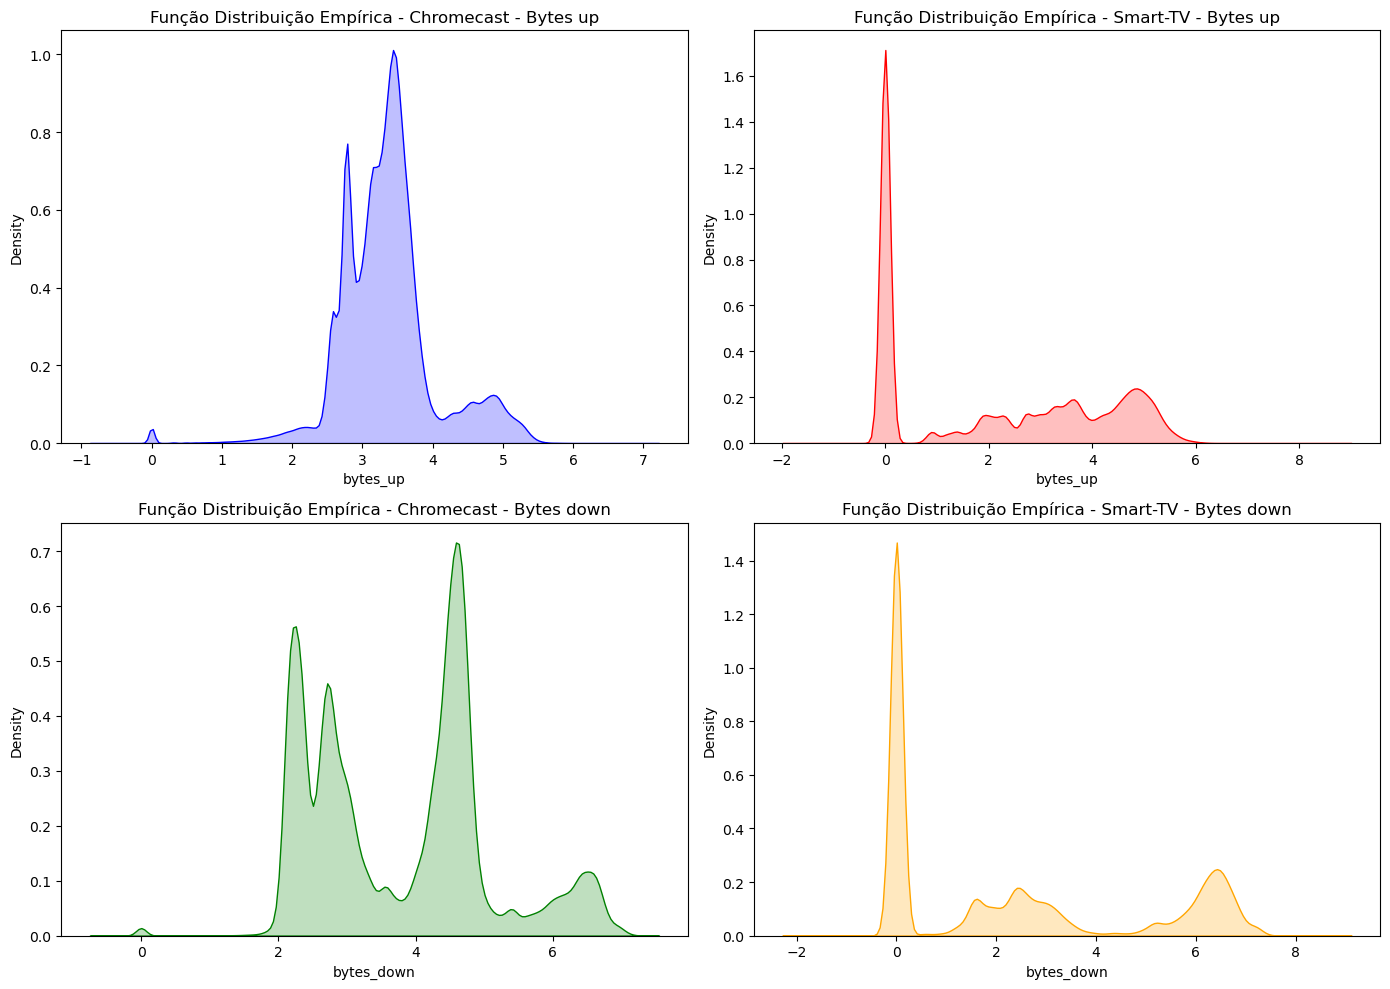 Função Distribuição Empírica - Chromecast - Bytes up
Density
1.0
0.8
0.6
0.4
0.2
0.0
−1 0 1 2 3 4 5 6 7
bytes_up
Função Distribuição Empírica - Smart-TV - Bytes up
Density
1.6
1.4
1.2
1.0
0.8
0.6
0.4
0.2
0.0
−2 0 2 4 6 8
bytes_up
Função Distribuição Empírica - Chromecast - Bytes down
Density
0.7
0.6
0.5
0.4
0.3
0.2
0.1
0.0
0 2 4 6
bytes_down
Função Distribuição Empírica - Smart-TV - Bytes down
Density
1.4
1.2
1.0
0.8
0.6
0.4
0.2
0.0
−2 0 2 4 6 8
bytes_down